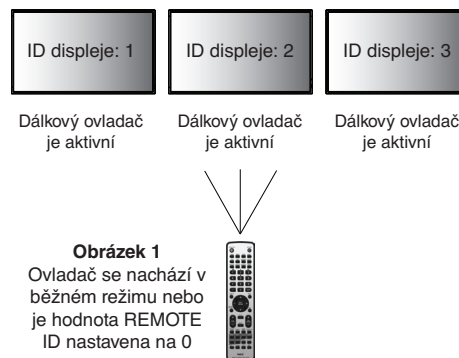 ID displeje: 1
ID displeje: 2
ID displeje: 3
Dálkový ovladač
je aktivní
Dálkový ovladač
je aktivní
Dálkový ovladač
je aktivní
Obrázek 1
Ovladač se nachází v
běžném režimu nebo
je hodnota REMOTE
ID nastavena na 0